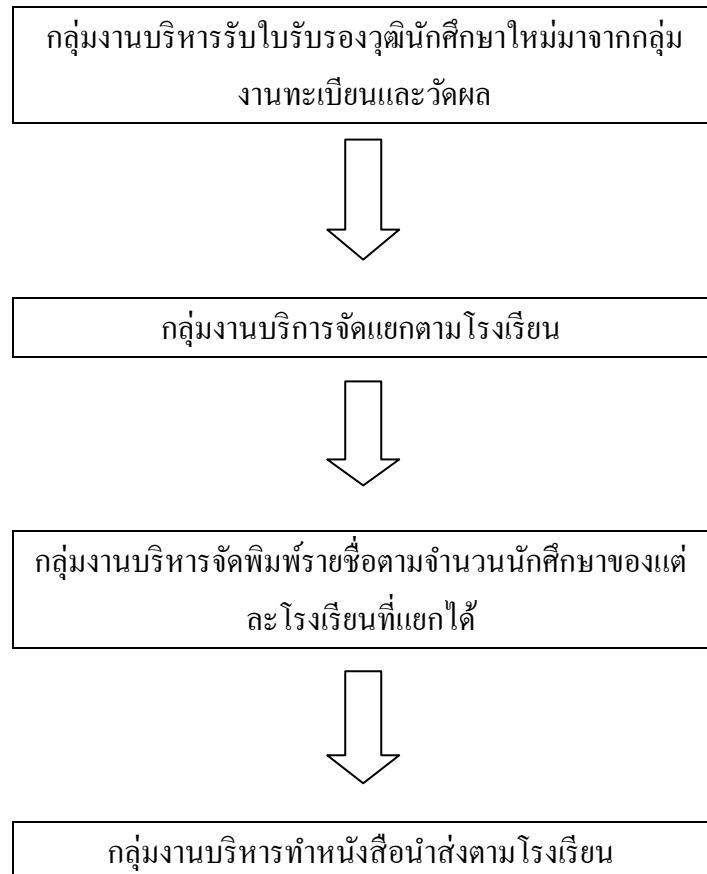 กลุ่มงานบริหารรับใบรับรองวุฒินักศึกษาใหม่มาจากกลุ่ม
งานทะเบียนและวัดผล
กลุ่มงานบริการจัดแยกตามโรงเรียน
กลุ่มงานบริหารจัดพิมพ์รายชื่อตามจำนวนนักศึกษาของแต่
ละโรงเรียนที่แยกได้
กลุ่มงานบริหารทำหนังสือนำส่งตามโรงเรียน